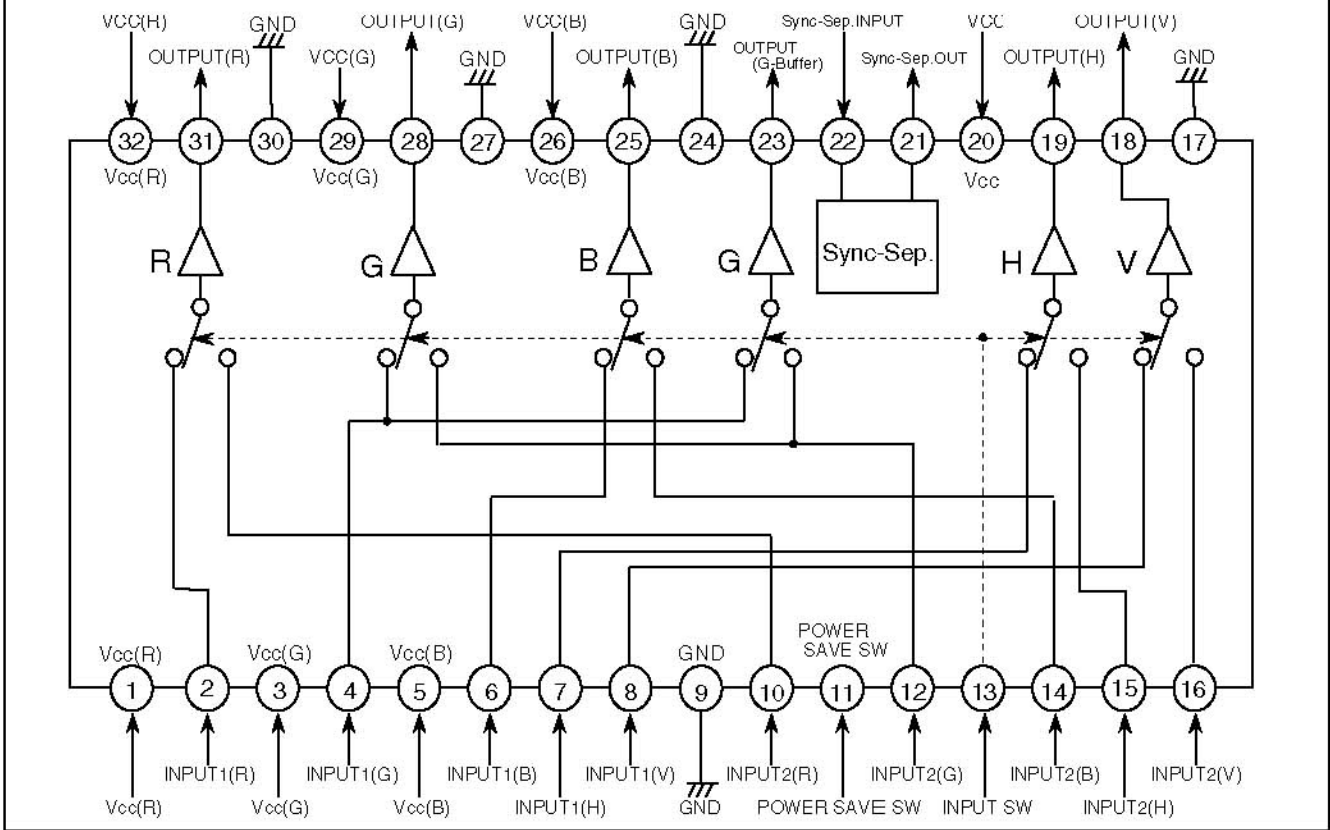 VCC(R)
GND
OUTPUT(G)
VCC(B)
GND
Sync-Sep.INPUT
VCC
OUTPUT(V)
OUTPUT(R)
VCC(G)
GND
OUTPUT(B)
OUTPUT
(G-Buffer)
Sync-Sep.OUT
OUTPUT(H)
GND
32 31 30 29 28 27 26 25 24 23 22 21 20 19 18 17
Vcc(R)
Vcc(G)
Vcc(B)
Vcc
R
G
B
G
Sync-Sep.
H
V
Vcc(R)
Vcc(G)
Vcc(B)
GND
POWER
SAVE SW
1 2 3 4 5 6 7 8 9 10 11 12 13 14 15 16
INPUT1(R)
INPUT1(G)
INPUT1(B)
INPUT1(V)
INPUT2(R)
INPUT2(G)
INPUT2(B)
INPUT2(V)
Vcc(R)
Vcc(G)
Vcc(B)
INPUT1(H)
GND
POWER SAVE SW
INPUT SW
INPUT2(H)